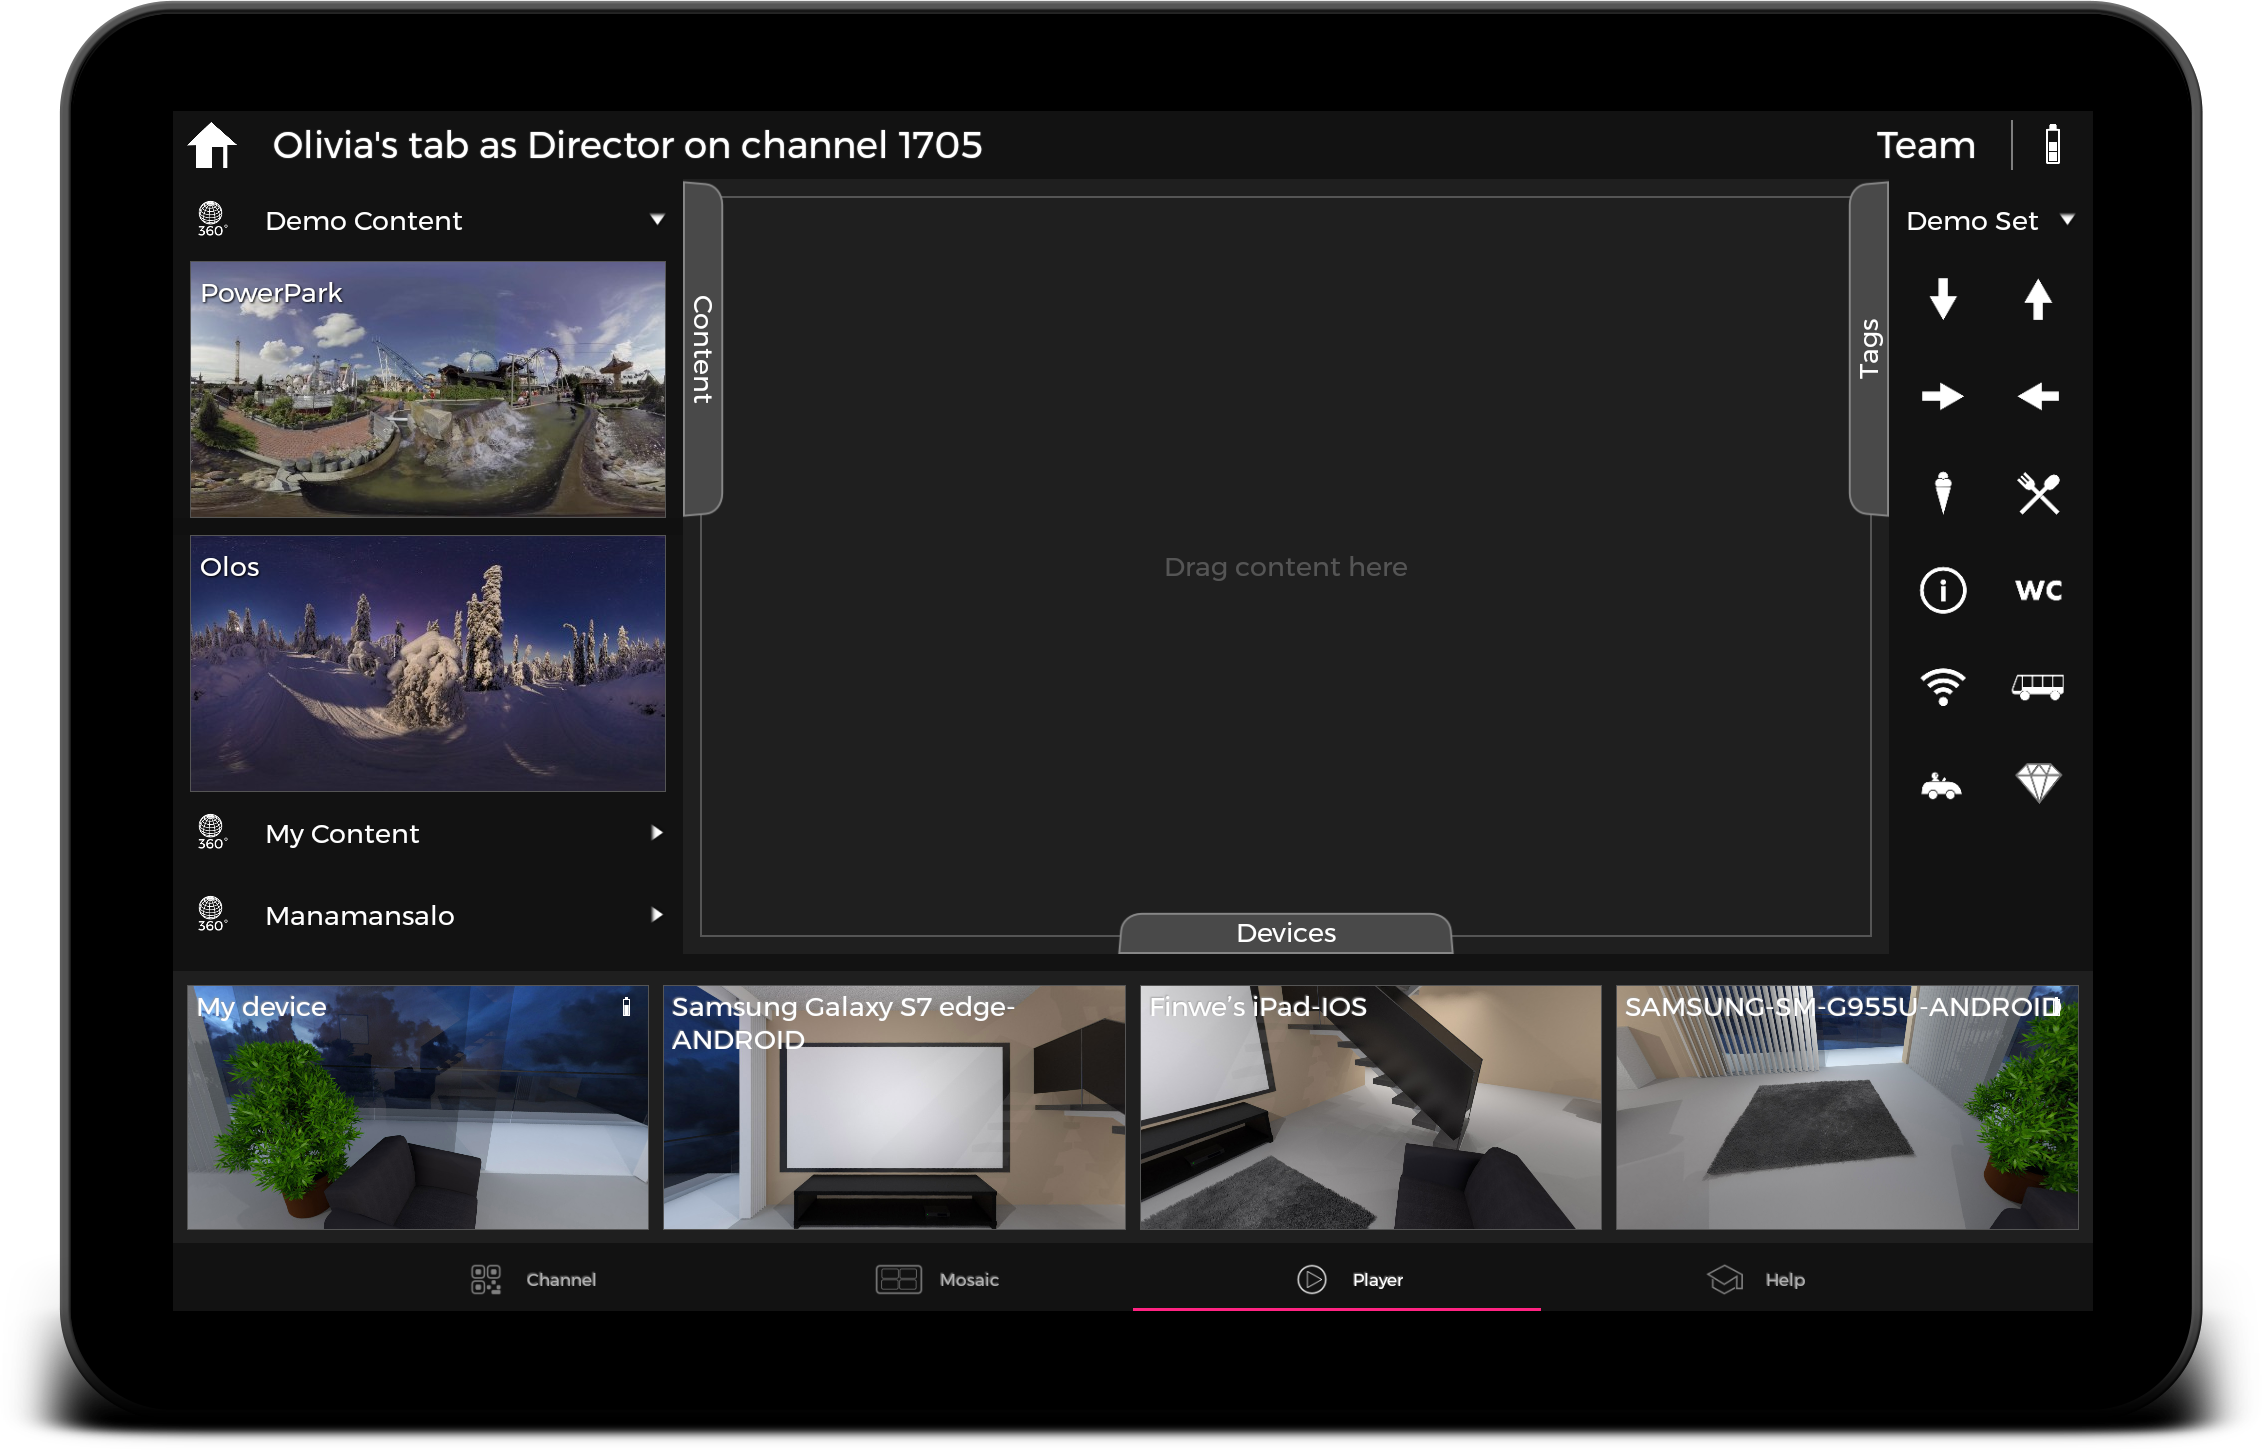 Olivia's tab as Director on channel 1705
Team
360°
Demo Content
PowerPark
Olos
360°
My Content
360°
Manamansalo
Content
Drag content here
Tags
Demo Set
i
WC
Devices
My device
Samsung Galaxy S7 edge-
ANDROID
Finwe's iPad-IOS
SAMSUNG-SM-G955U-ANDROID
Channel
Mosaic
Player
Help